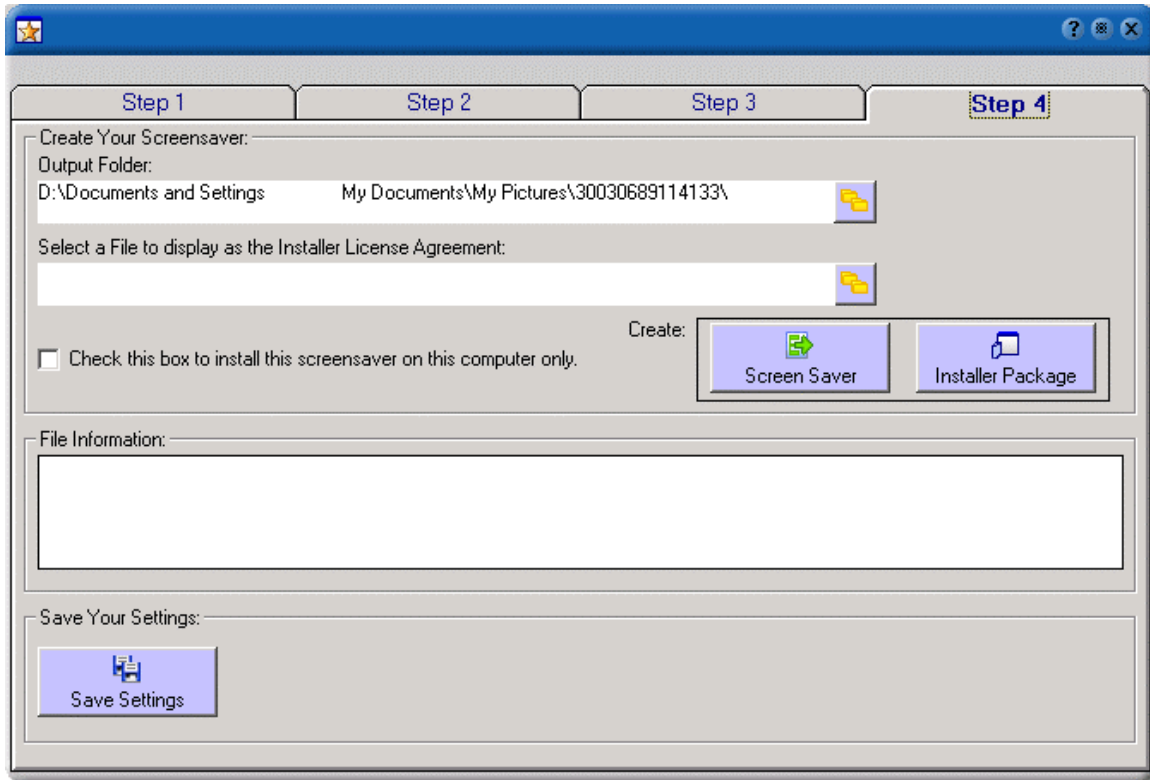 Step 1
Step 2
Step 3
Step 4
Create Your Screensaver:
Output Folder:
D:\Documents and Settings My Documents\My Pictures\30030689114133\
Select a File to display as the Installer License Agreement:
Create:
Check this box to install this screensaver on this computer only.
Screen Saver
Installer Package
File Information:
Save Your Settings:
Save Settings